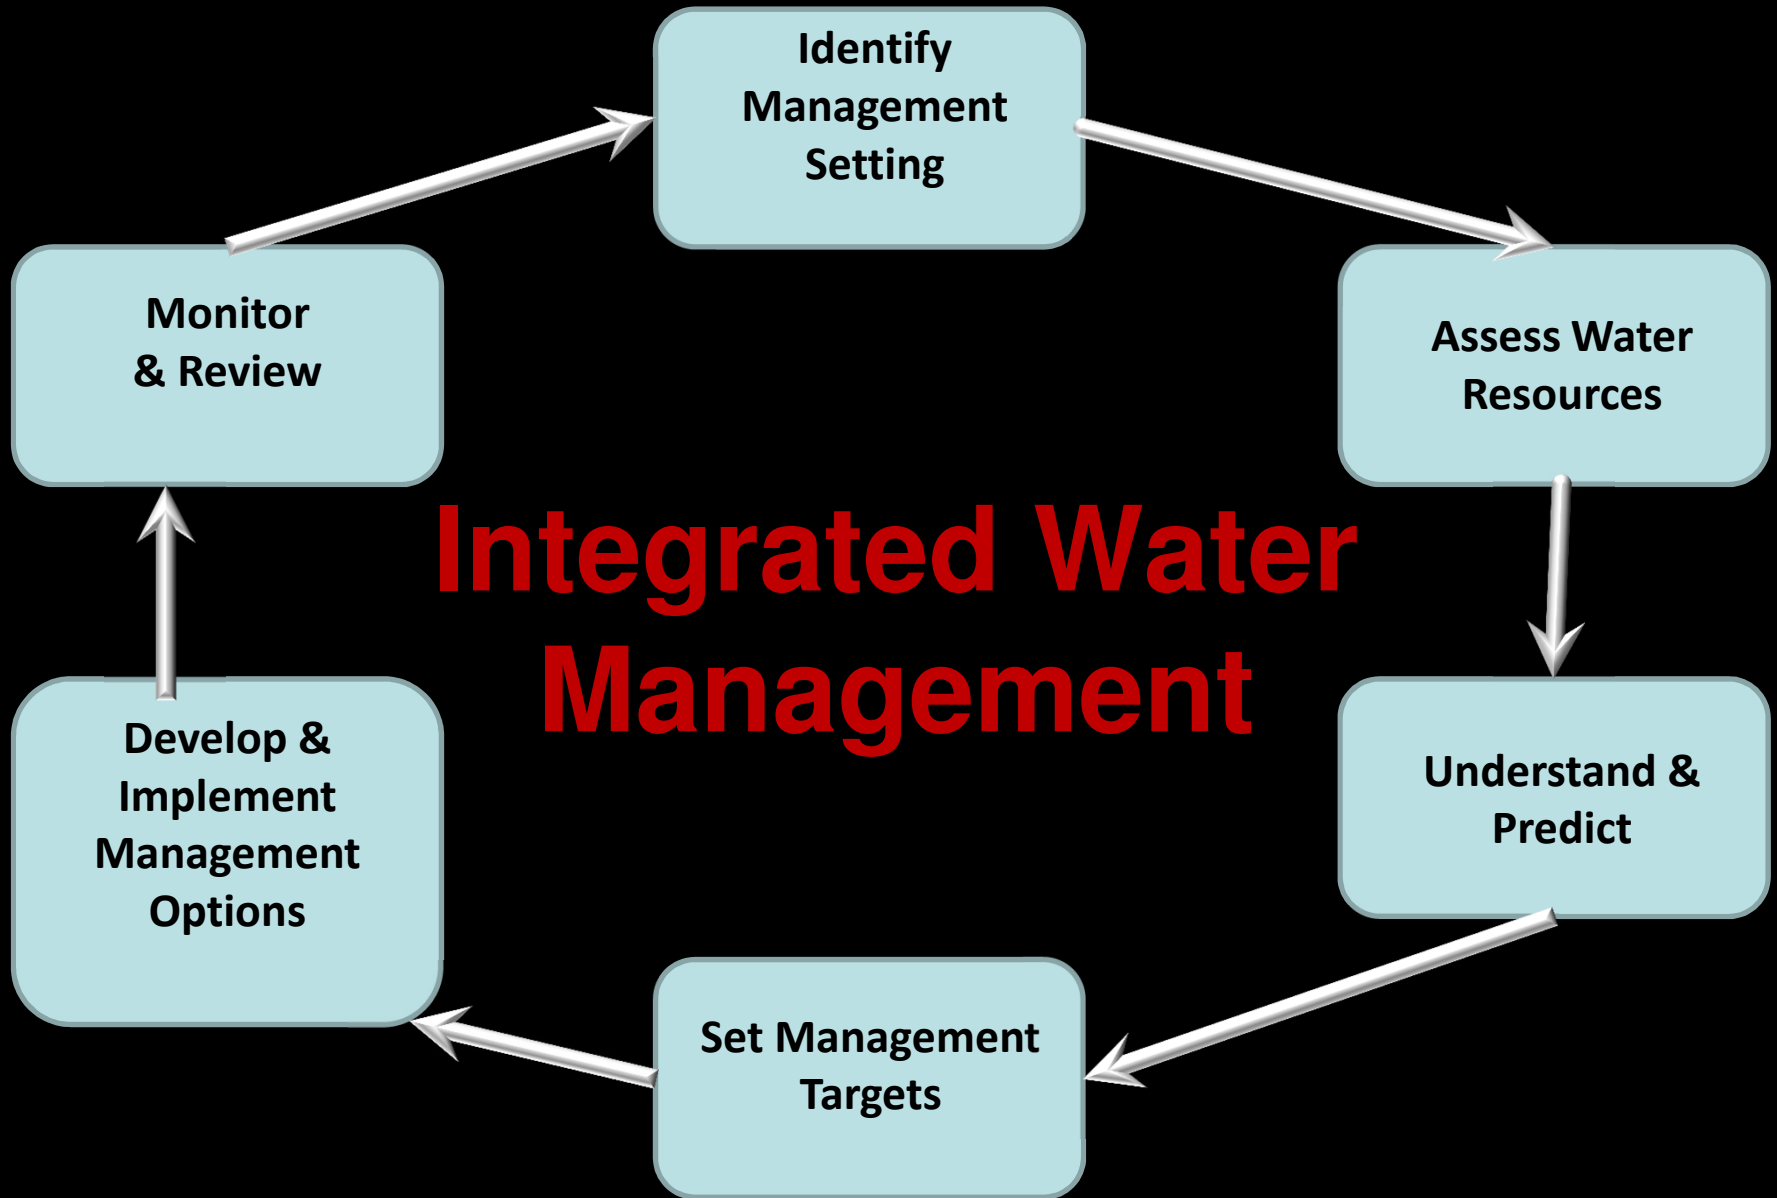 Identify
Management
Setting
Monitor
& Review
Assess Water
Resources
Integrated Water
Management
Develop &
Implement
Management
Options
Understand &
Predict
Set Management
Targets